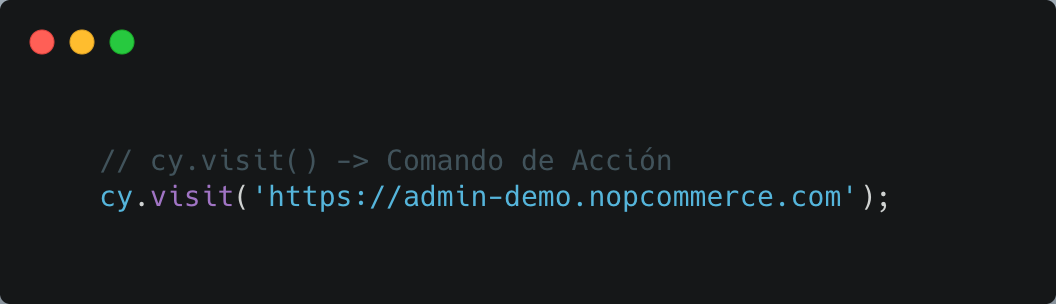 // cy.visit() -> Comando de Acción
cy.visit('https://admin-demo.nopcommerce.com');